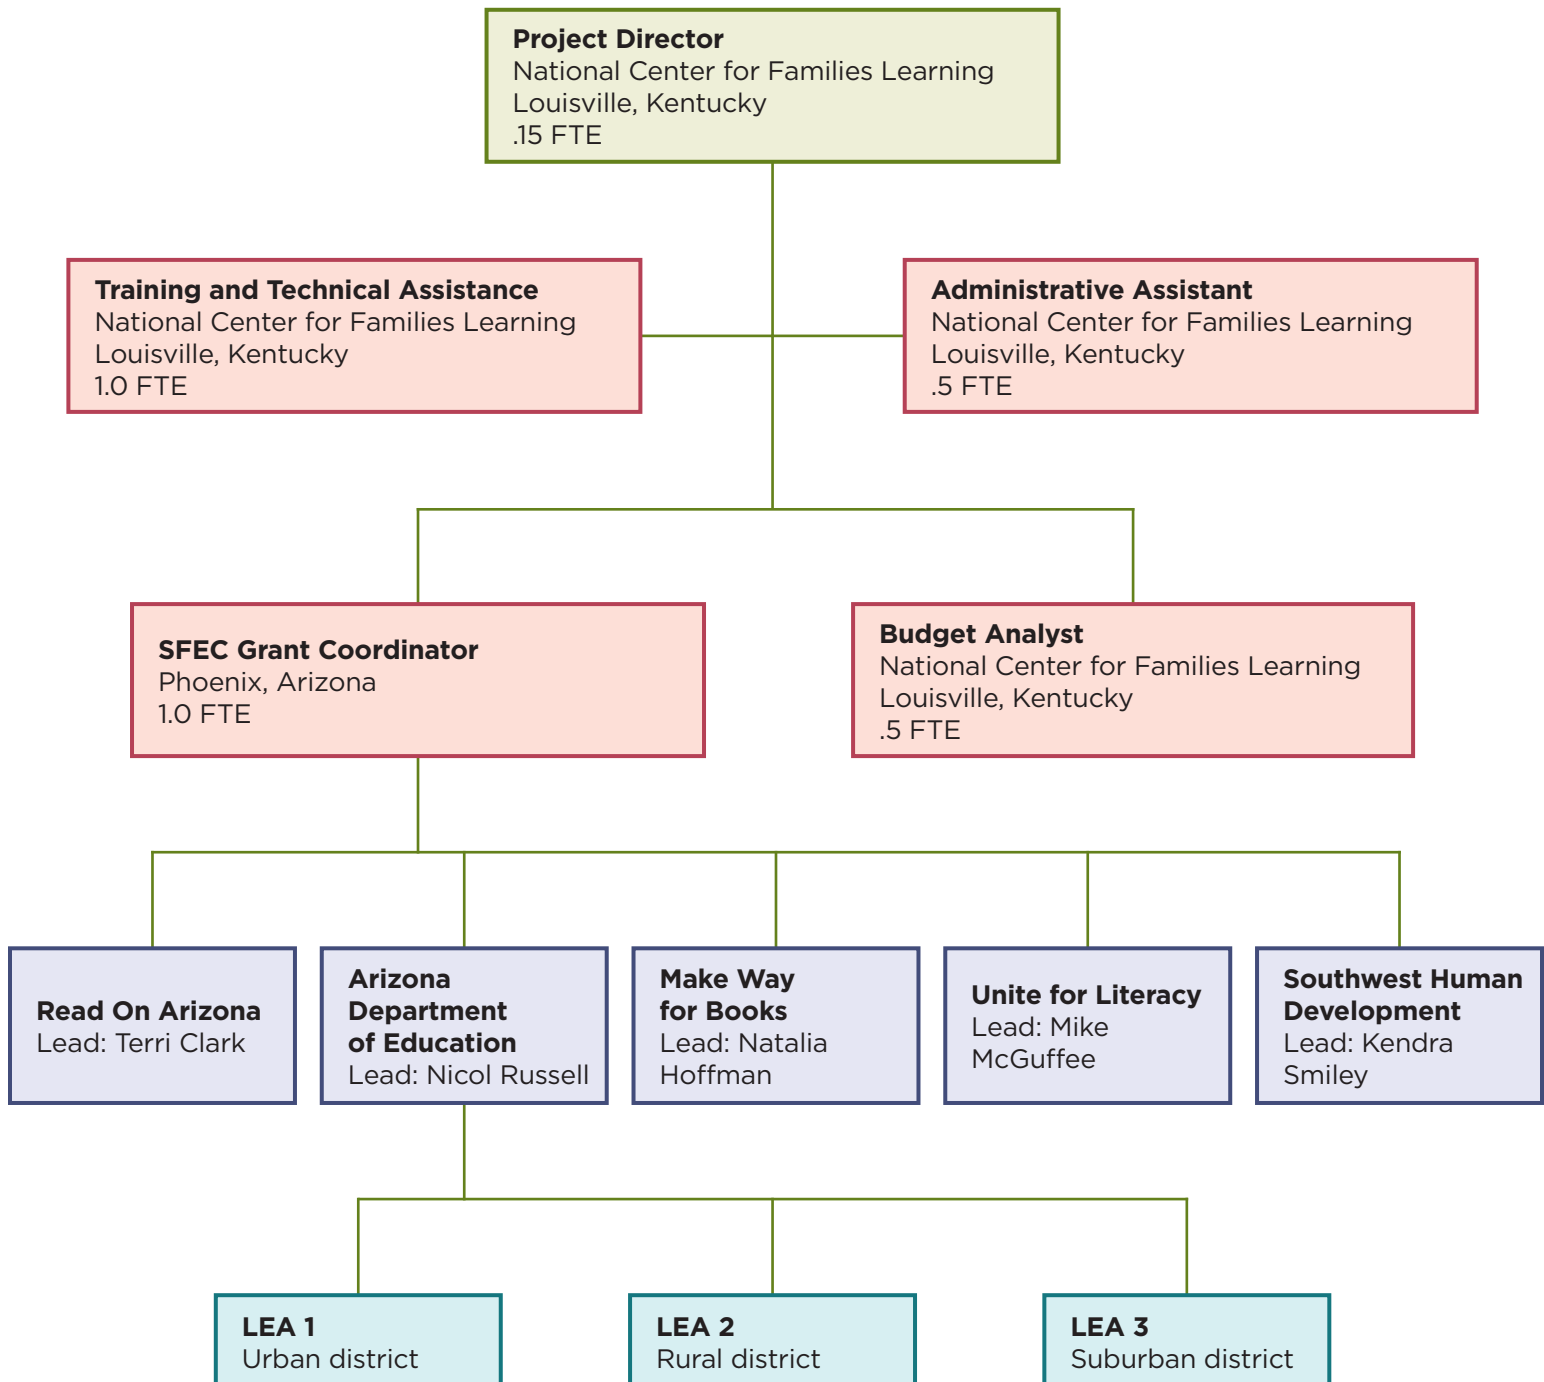 Project Director
National Center for Families Learning
Louisville, Kentucky
.15 FTE
Training and Technical Assistance
National Center for Families Learning
Louisville, Kentucky
1.0 FTE
Administrative Assistant
National Center for Families Learning
Louisville, Kentucky
.5 FTE
SFEC Grant Coordinator
Phoenix, Arizona
1.0 FTE
Budget Analyst
National Center for Families Learning
Louisville, Kentucky
.5 FTE
Read On Arizona
Lead: Terri Clark
Arizona
Department
of Education
Lead: Nicol Russell
Make Way
for Books
Lead: Natalia
Hoffman
Unite for Literacy
Lead: Mike
McGuffee
Southwest Human
Development
Lead: Kendra
Smiley
LEA 1
Urban district
LEA 2
Rural district
LEA 3
Suburban district